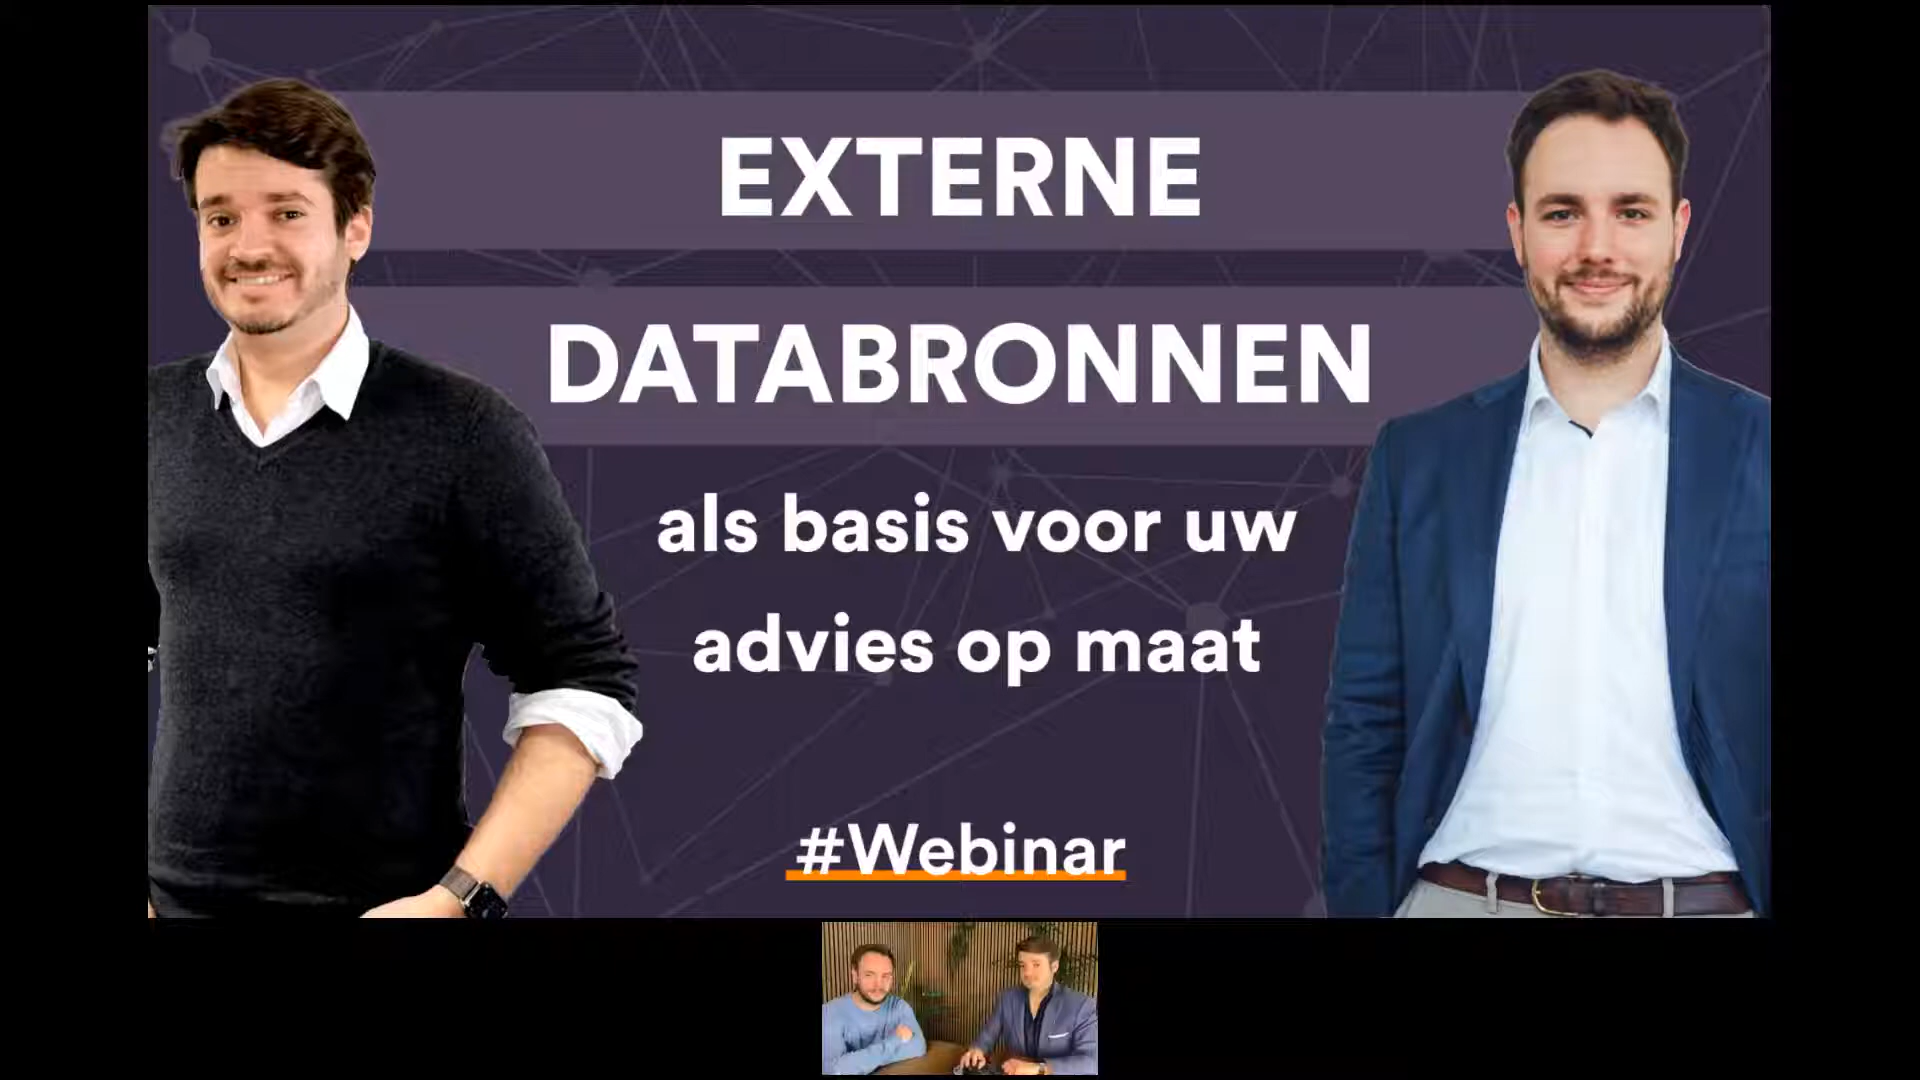 EXTERNE
DATABRONNEN
als basis voor uw
advies op maat
#Webinar